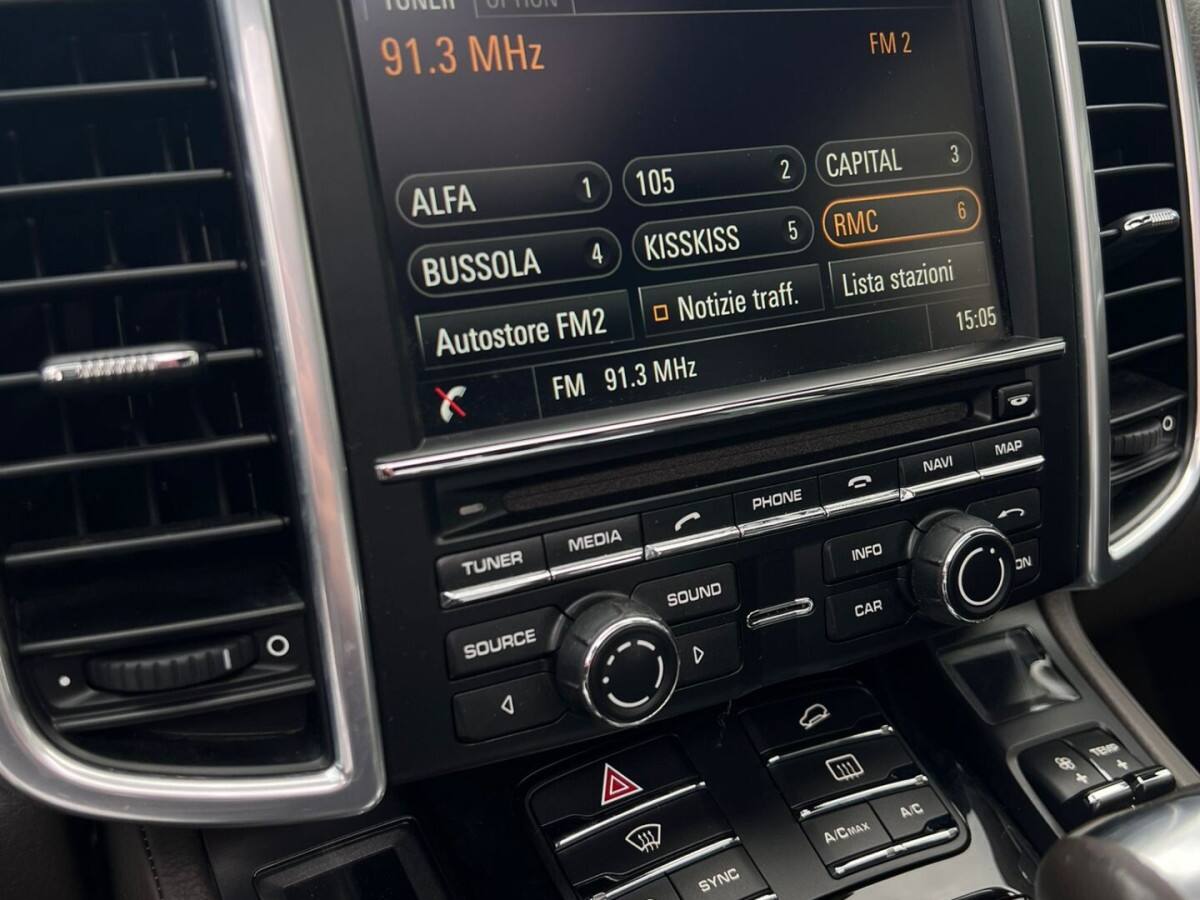 TUNER OPTION
91.3 MHz FM 2
ALFA 1 105 2 CAPITAL 3
BUSSOLA 4 KISSKISS 5 RMC 6
Autostore FM2 Notizie traff. Lista stazioni
FM 91.3 MHz 15:05
TUNER MEDIA PHONE NAVI MAP
SOURCE SOUND INFO
CAR
TEMP
A/C MAX A/C
SYNC